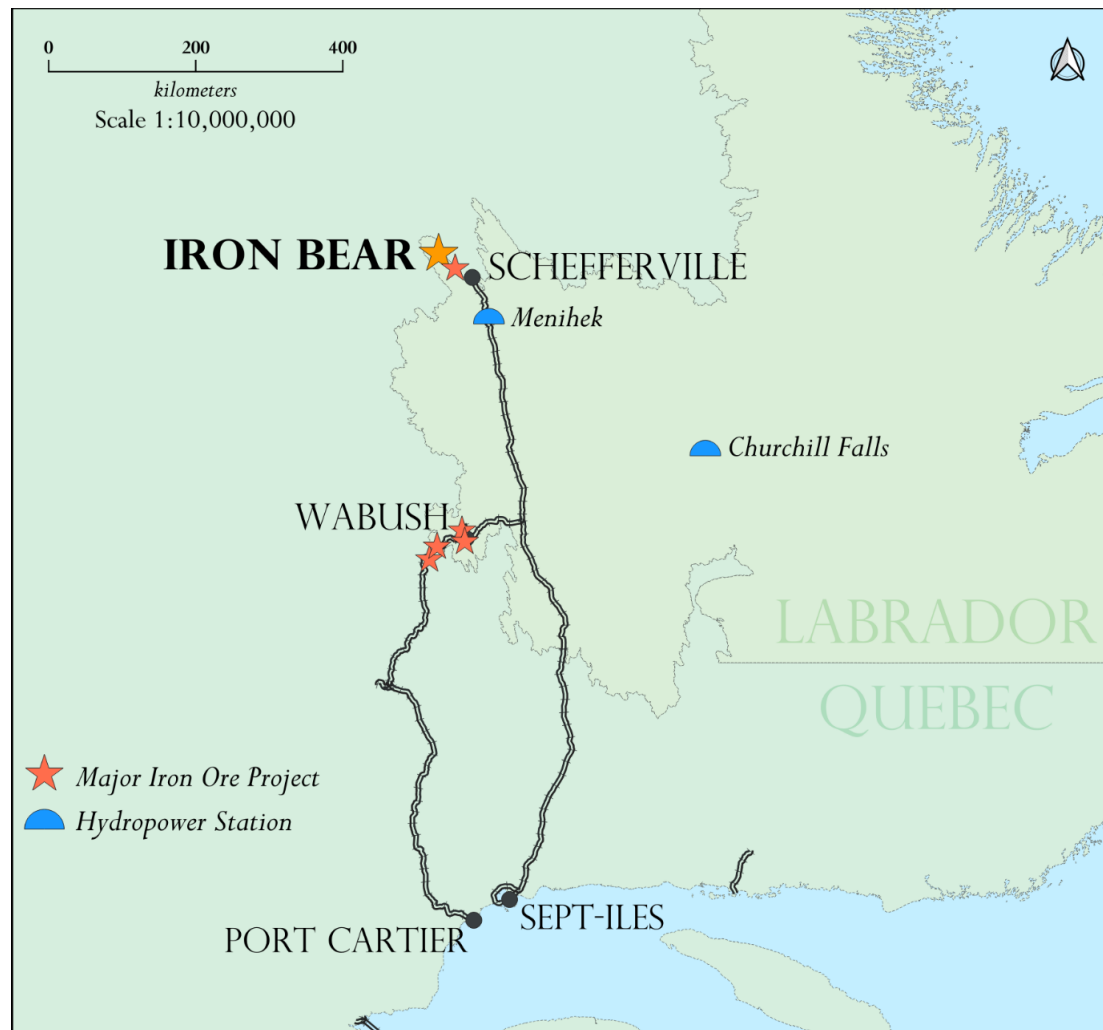 0 200 400
kilometers
Scale 1:10,000,000
IRON BEAR
SCHEFFERVILLE
Menihek
Churchill Falls
WABUSH
LABRADOR
QUEBEC
Major Iron Ore Project
Hydropower Station
SEPT-ILES
PORT CARTIER